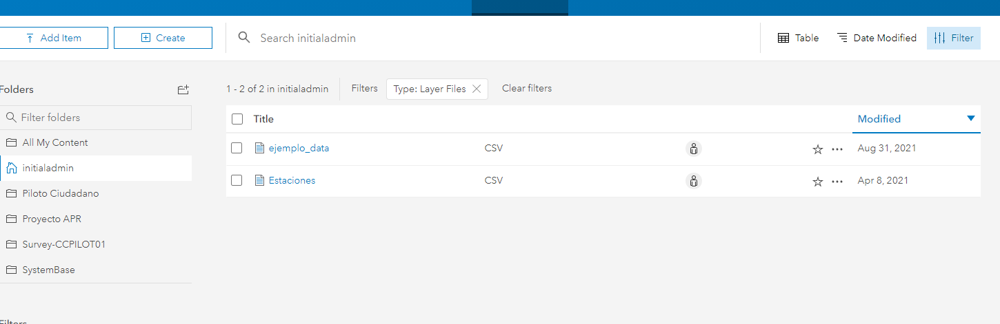 Add Item
Create
Search initialadmin
Table
Date Modified
Filter
Folders
Filter folders
All My Content
initialadmin
Piloto Ciudadano
Proyecto APR
Survey-CCPILOT01
SystemBase
Filters
1 - 2 of 2 in initialadmin
Filters
Type: Layer Files
Clear filters
Title
Modified
ejemplo_data CSV Aug 31, 2021
Estaciones CSV Apr 8, 2021